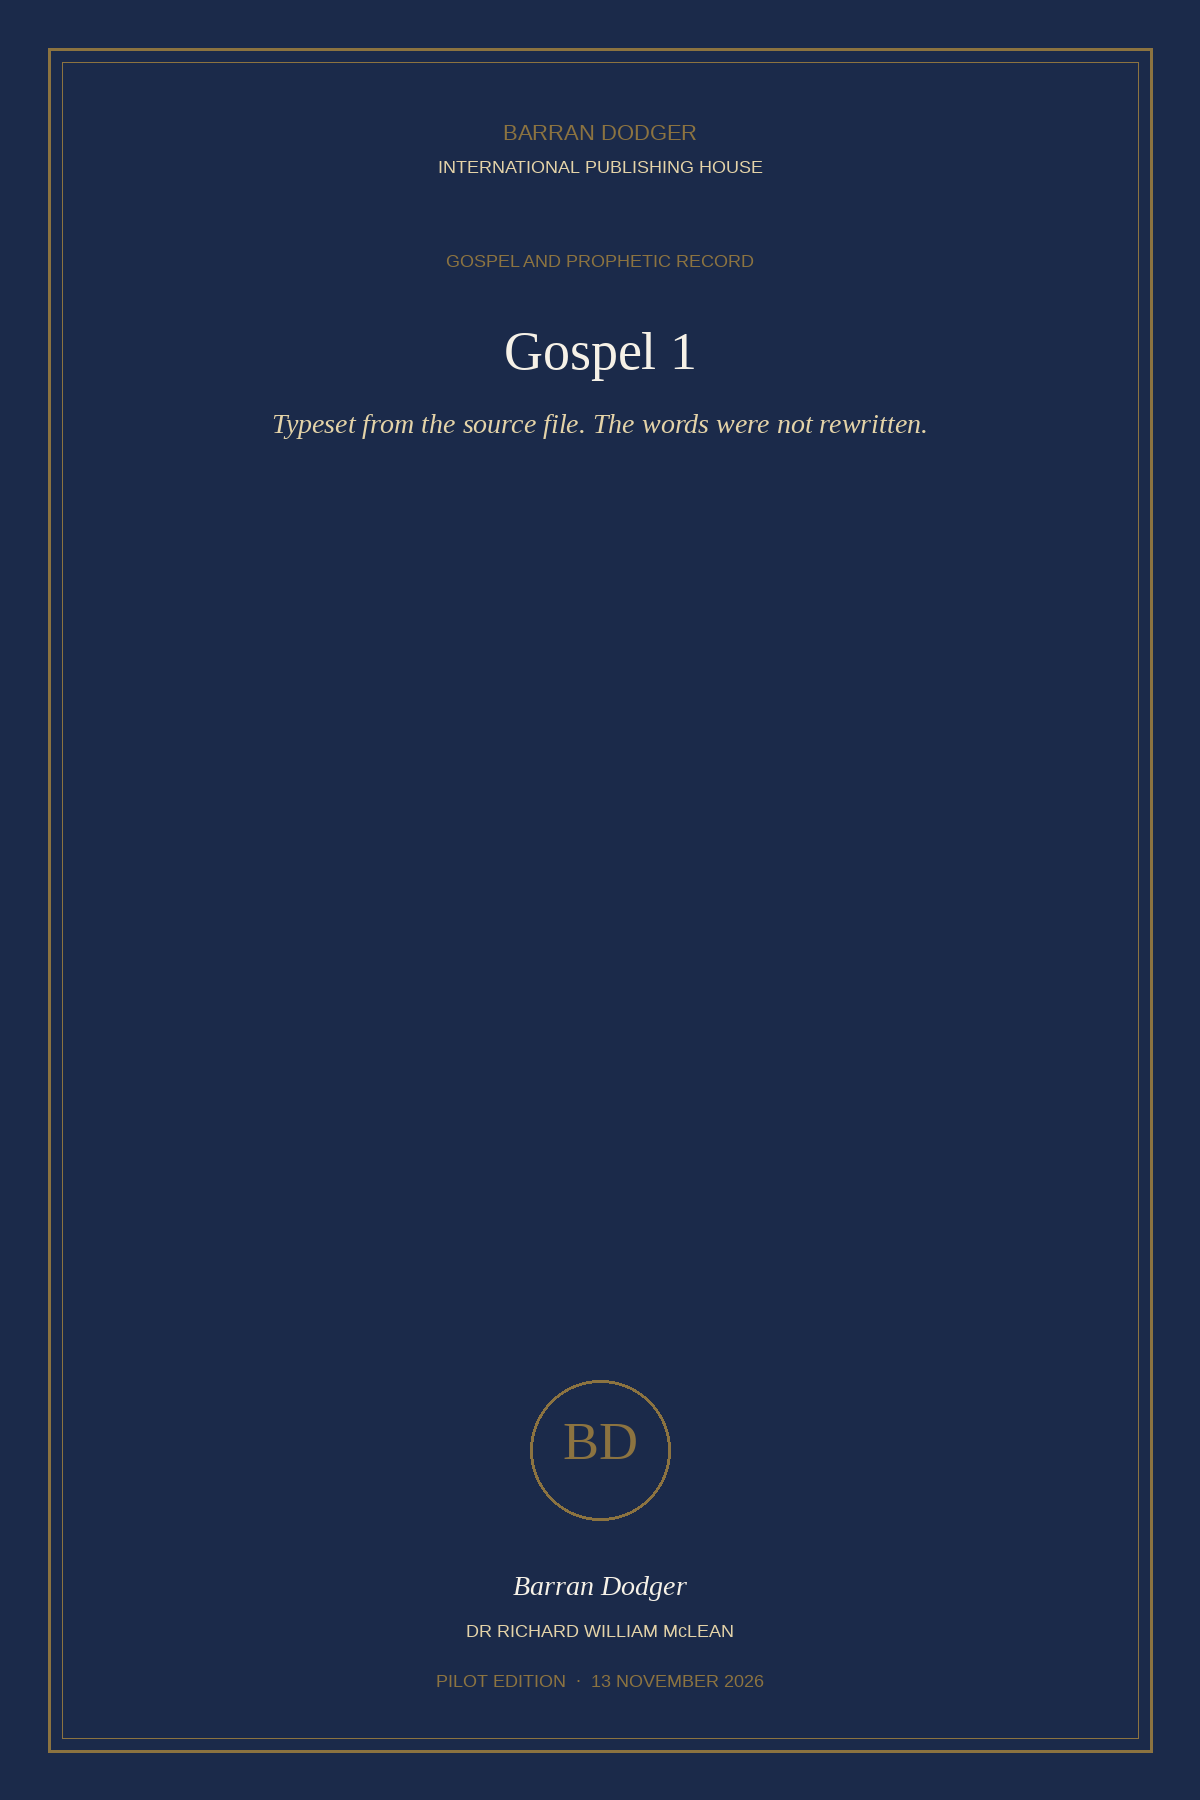 BARRAN DODGER
INTERNATIONAL PUBLISHING HOUSE
GOSPEL AND PROPHETIC RECORD
Gospel 1
Typeset from the source file. The words were not rewritten.
BD
Barran Dodger
DR RICHARD WILLIAM McLEAN
PILOT EDITION · 13 NOVEMBER 2026